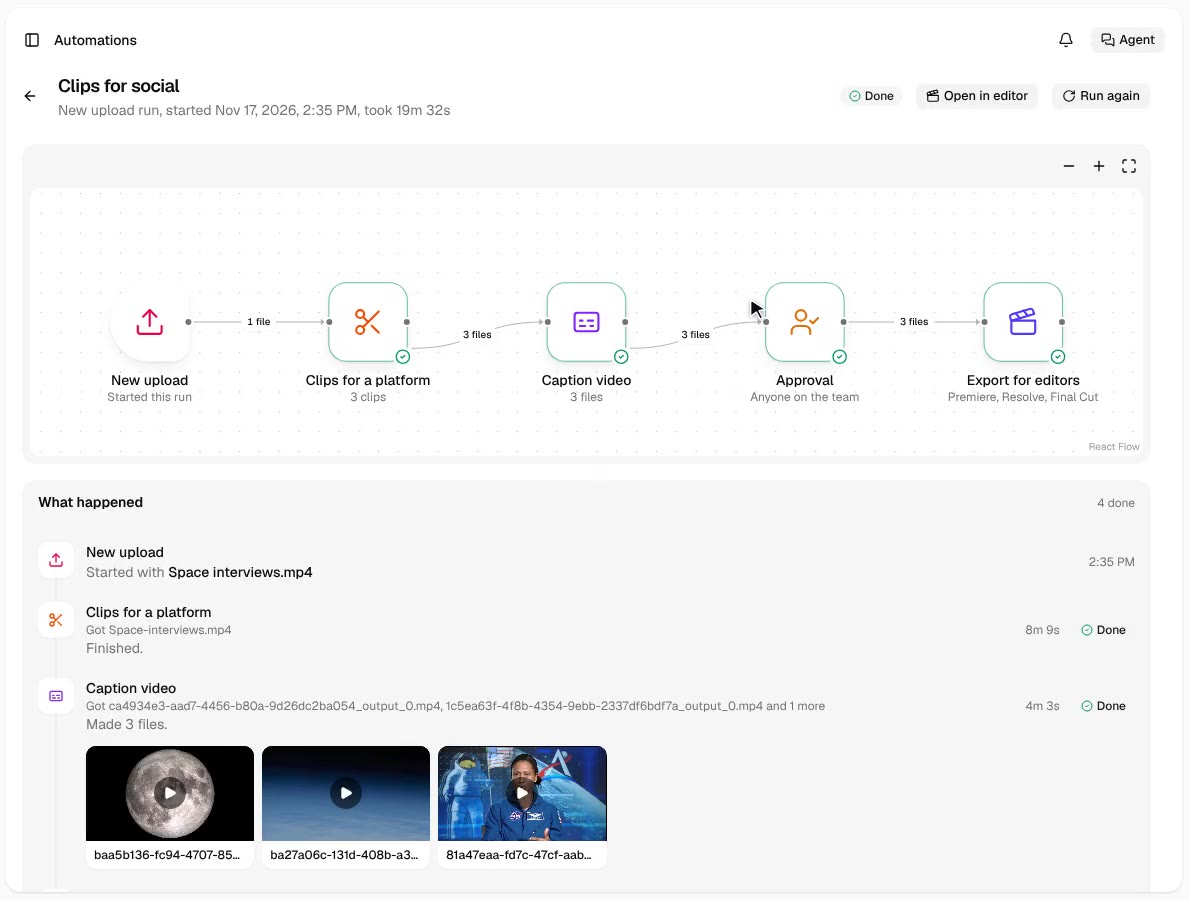 Automations
Agent
Clips for social
New upload run, started Nov 17, 2026, 2:35 PM, took 19m 32s
Done
Open in editor
Run again
1 file
3 files
3 files
3 files
New upload
Started this run
Clips for a platform
3 clips
Caption video
3 files
Approval
Anyone on the team
Export for editors
Premiere, Resolve, Final Cut
React Flow
What happened
4 done
New upload
Started with Space interviews.mp4
2:35 PM
Clips for a platform
Got Space-interviews.mp4
Finished.
8m 9s
Done
Caption video
Got ca4934e3-aad7-4456-b80a-9d26dc2ba054_output_0.mp4, 1c5ea63f-4f8b-4354-9ebb-2337df6bdf7a_output_0.mp4 and 1 more
Made 3 files.
4m 3s
Done
baa5b136-fc94-4707-85...
ba27a06c-131d-408b-a3...
81a47eaa-fd7c-47cf-aab...